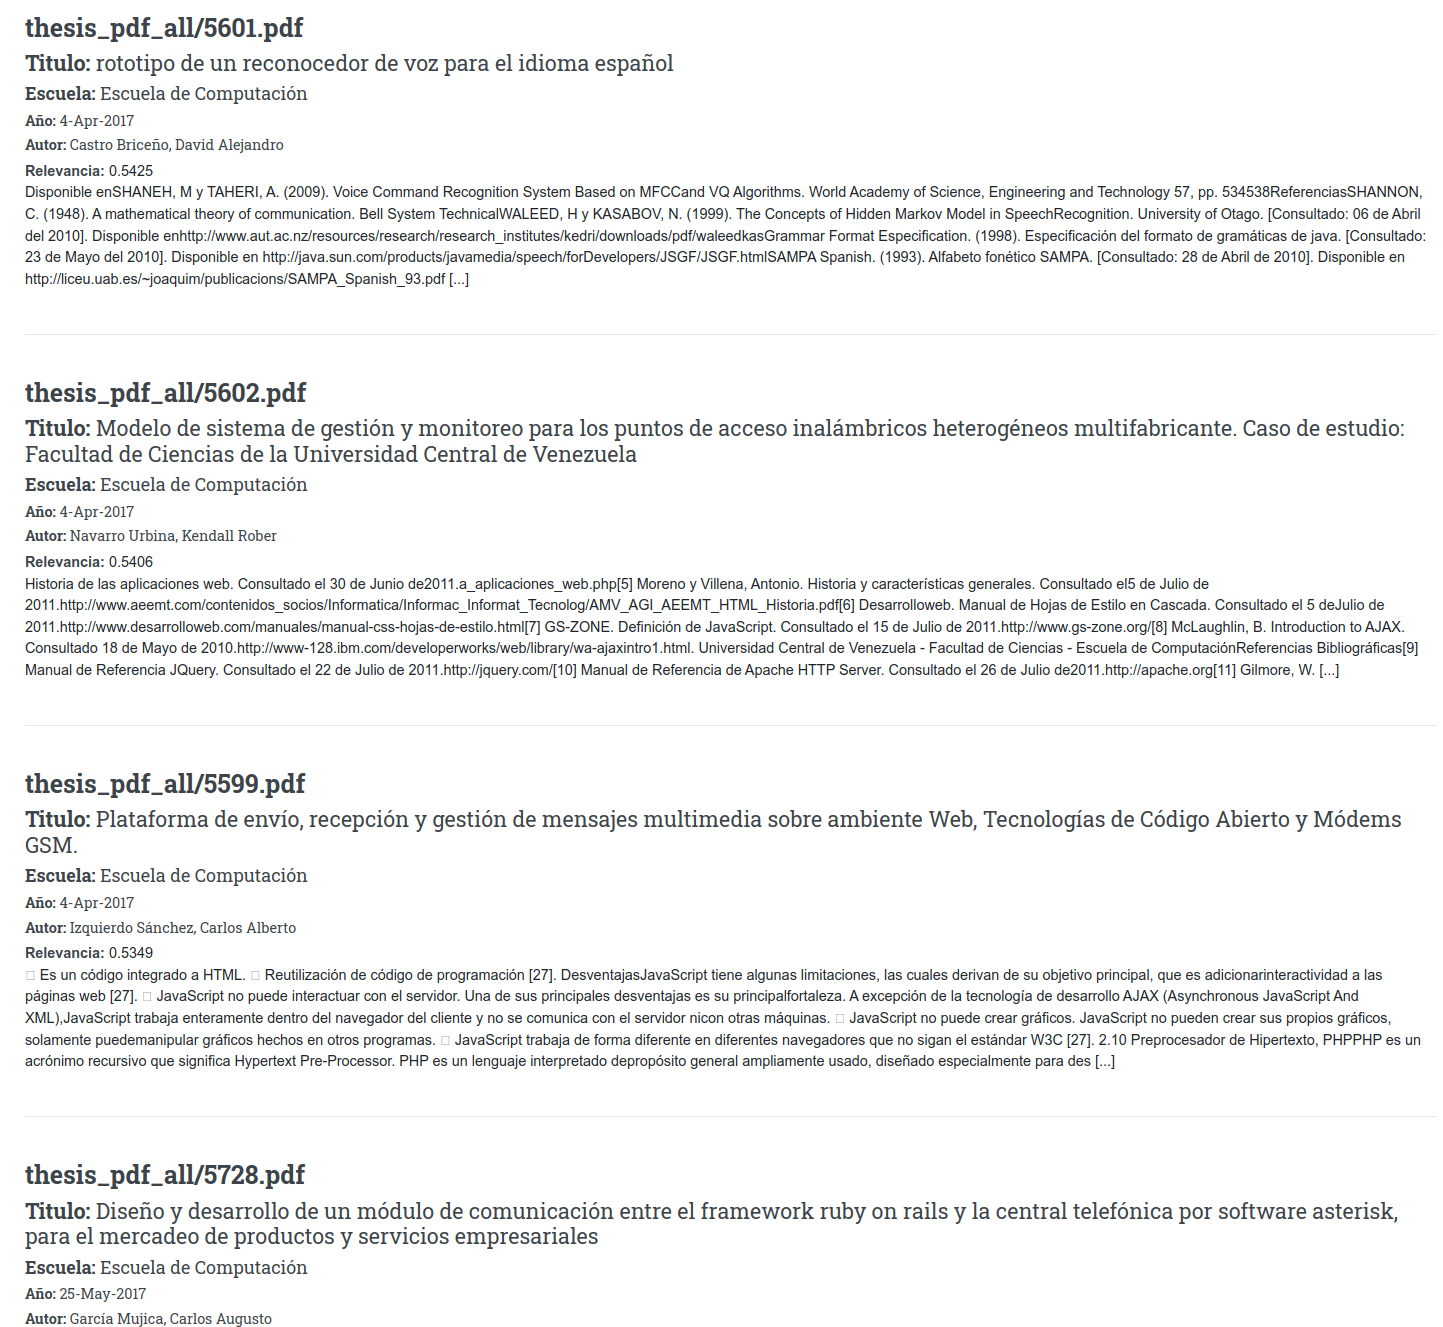 thesis_pdf_all/5601.pdf
Titulo: rototipo de un reconocedor de voz para el idioma español
Escuela: Escuela de Computación
Año: 4-Apr-2017
Autor: Castro Briceño, David Alejandro
Relevancia: 0.5425
Disponible enSHANEH, M y TAHERI, A. (2009). Voice Command Recognition System Based on MFCCand VQ Algorithms. World Academy of Science, Engineering and Technology 57, pp. 534538ReferenciasSHANNON,
C. (1948). A mathematical theory of communication. Bell System TechnicalWALEED, H y KASABOV, N. (1999). The Concepts of Hidden Markov Model in SpeechRecognition. University of Otago. [Consultado: 06 de Abril
del 2010]. Disponible enhttp://www.aut.ac.nz/resources/research/research_institutes/kedri/downloads/pdf/waleedkasGrammar Format Especification. (1998). Especificación del formato de gramáticas de java. [Consultado:
23 de Mayo del 2010]. Disponible en http://java.sun.com/products/javamedia/speech/forDevelopers/JSGF/JSGF.htmlSAMPA Spanish. (1993). Alfabeto fonético SAMPA. [Consultado: 28 de Abril de 2010]. Disponible en
http://liceu.uab.es/~joaquim/publicacions/SAMPA_Spanish_93.pdf [...]
thesis_pdf_all/5602.pdf
Titulo: Modelo de sistema de gestión y monitoreo para los puntos de acceso inalámbricos heterogéneos multifabricante. Caso de estudio:
Facultad de Ciencias de la Universidad Central de Venezuela
Escuela: Escuela de Computación
Año: 4-Apr-2017
Autor: Navarro Urbina, Kendall Rober
Relevancia: 0.5406
Historia de las aplicaciones web. Consultado el 30 de Junio de2011.a_aplicaciones_web.php[5] Moreno y Villena, Antonio. Historia y características generales. Consultado el5 de Julio de
2011.http://www.aeemt.com/contenidos_socios/Informatica/Informac_Informat_Tecnolog/AMV_AGI_AEEMT_HTML_Historia.pdf[6] Desarrolloweb. Manual de Hojas de Estilo en Cascada. Consultado el 5 deJulio de
2011.http://www.desarrolloweb.com/manuales/manual-css-hojas-de-estilo.html[7] GS-ZONE. Definición de JavaScript. Consultado el 15 de Julio de 2011.http://www.gs-zone.org/[8] McLaughlin, B. Introduction to AJAX.
Consultado 18 de Mayo de 2010.http://www-128.ibm.com/developerworks/web/library/wa-ajaxintro1.html. Universidad Central de Venezuela - Facultad de Ciencias - Escuela de ComputaciónReferencias Bibliográficas[9]
Manual de Referencia JQuery. Consultado el 22 de Julio de 2011.http://jquery.com/[10] Manual de Referencia de Apache HTTP Server. Consultado el 26 de Julio de2011.http://apache.org[11] Gilmore, W. [...]
thesis_pdf_all/5599.pdf
Titulo: Plataforma de envío, recepción y gestión de mensajes multimedia sobre ambiente Web, Tecnologías de Código Abierto y Módems
GSM.
Escuela: Escuela de Computación
Año: 4-Apr-2017
Autor: Izquierdo Sánchez, Carlos Alberto
Relevancia: 0.5349
 Es un código integrado a HTML.  Reutilización de código de programación [27]. DesventajasJavaScript tiene algunas limitaciones, las cuales derivan de su objetivo principal, que es adicionarinteractividad a las
páginas web [27].  JavaScript no puede interactuar con el servidor. Una de sus principales desventajas es su principalfortaleza. A excepción de la tecnología de desarrollo AJAX (Asynchronous JavaScript And
XML),JavaScript trabaja enteramente dentro del navegador del cliente y no se comunica con el servidor nicon otras máquinas.  JavaScript no puede crear gráficos. JavaScript no pueden crear sus propios gráficos,
solamente puedemanipular gráficos hechos en otros programas.  JavaScript trabaja de forma diferente en diferentes navegadores que no sigan el estándar W3C [27]. 2.10 Preprocesador de Hipertexto, PHPPHP es un
acrónimo recursivo que significa Hypertext Pre-Processor. PHP es un lenguaje interpretado depropósito general ampliamente usado, diseñado especialmente para des [...]
thesis_pdf_all/5728.pdf
Titulo: Diseño y desarrollo de un módulo de comunicación entre el framework ruby on rails y la central telefónica por software asterisk,
para el mercadeo de productos y servicios empresariales
Escuela: Escuela de Computación
Año: 25-May-2017
Autor: García Mujica, Carlos Augusto